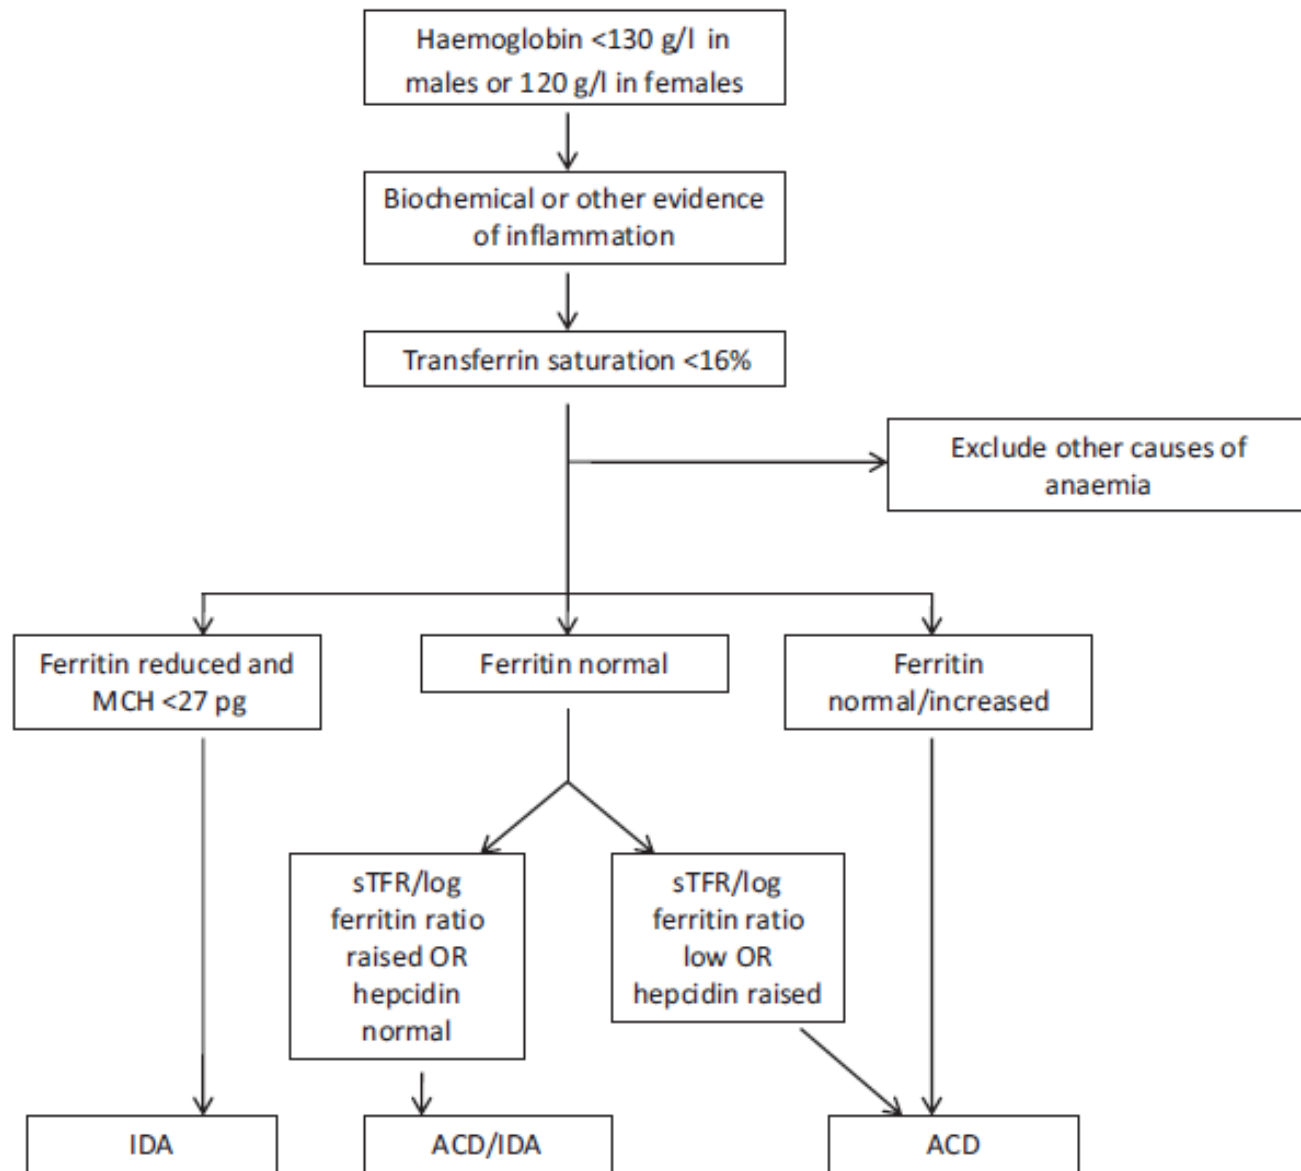 Haemoglobin <130 g/l in
males or 120 g/l in females
Biochemical or other evidence
of inflammation
Transferrin saturation <16%
Exclude other causes of
anaemia
Ferritin reduced and
MCH <27 pg
Ferritin normal
Ferritin
normal/increased
sTFR/log
ferritin ratio
raised OR
hepcidin
normal
sTFR/log
ferritin ratio
low OR
hepcidin raised
IDA
ACD/IDA
ACD